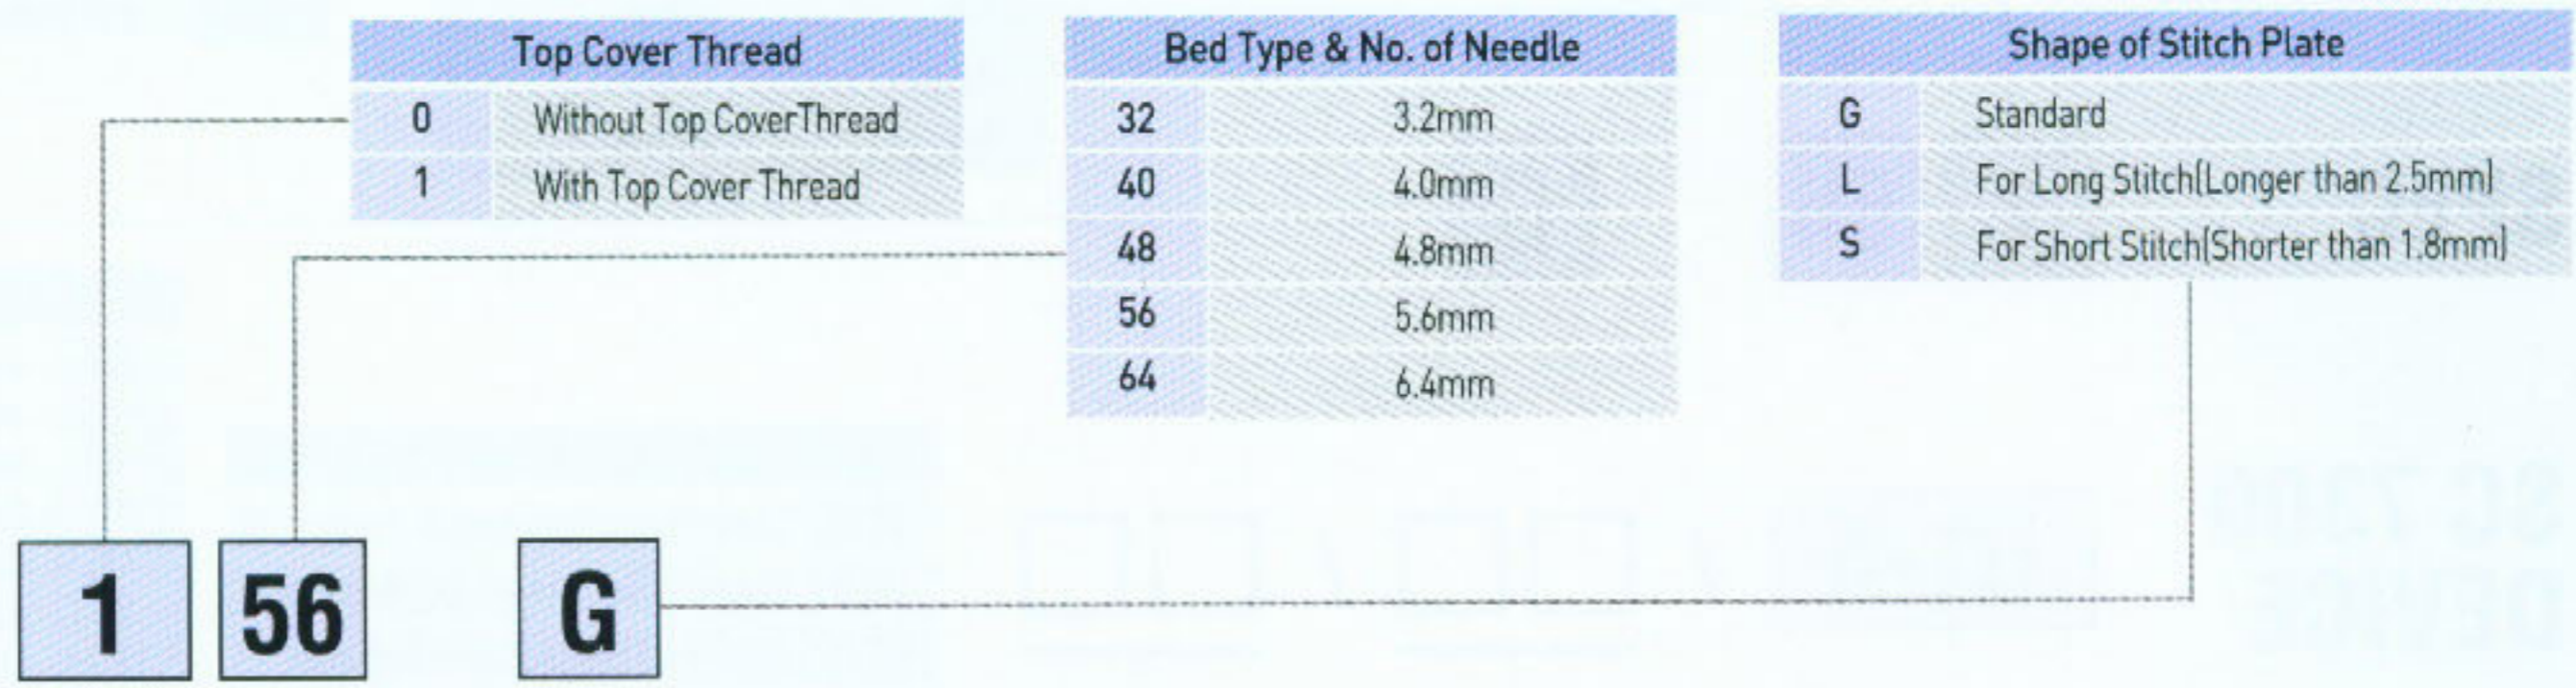 Top Cover Thread
0 Without Top CoverThread
1 With Top Cover Thread
Bed Type & No. of Needle
32 3.2mm
40 4.0mm
48 4.8mm
56 5.6mm
64 6.4mm
Shape of Stitch Plate
G Standard
L For Long Stitch(Longer than 2.5mm)
S For Short Stitch(Shorter than 1.8mm)
1 56 G